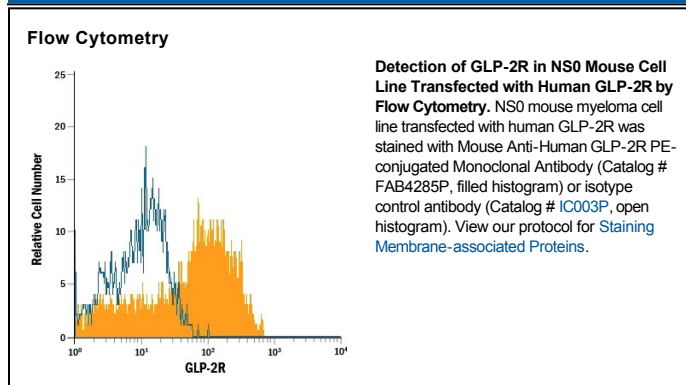 Flow Cytometry
25
20
15
10
5
0
Relative Cell Number
10⁰ 10¹ 10² 10³ 10⁴
GLP-2R
Detection of GLP-2R in NS0 Mouse Cell
Line Transfected with Human GLP-2R by
Flow Cytometry. NS0 mouse myeloma cell
line transfected with human GLP-2R was
stained with Mouse Anti-Human GLP-2R PE-
conjugated Monoclonal Antibody (Catalog #
FAB4285P, filled histogram) or isotype
control antibody (Catalog # IC003P, open
histogram). View our protocol for Staining
Membrane-associated Proteins.